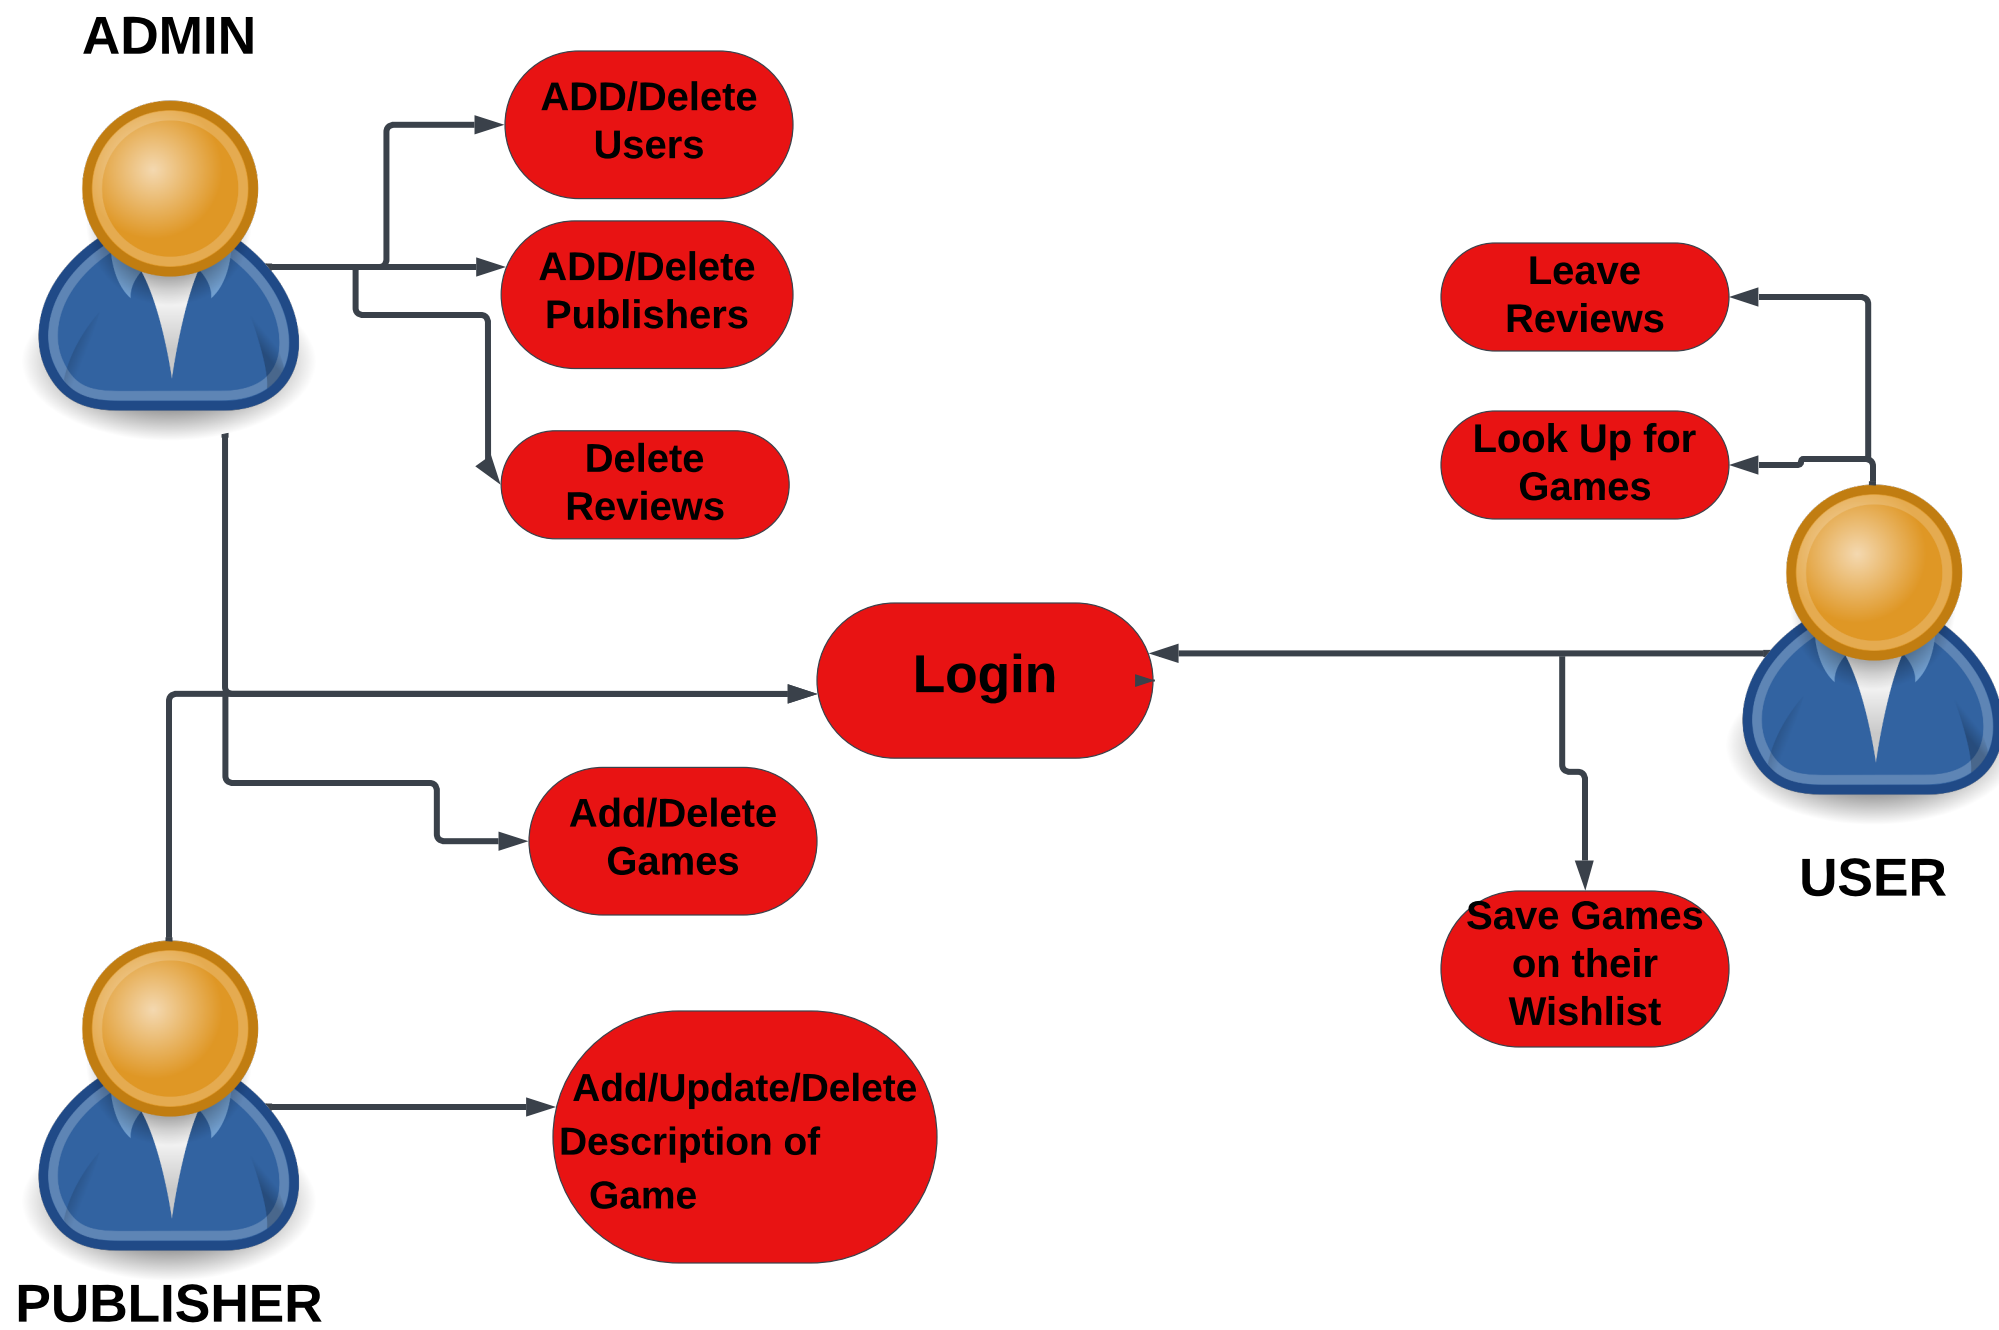 ADMIN
ADD/Delete
Users
ADD/Delete
Publishers
Delete
Reviews
Leave
Reviews
Look Up for
Games
Login
Add/Delete
Games
USER
Save Games
on their
Wishlist
Add/Update/Delete
Description of
Game
PUBLISHER